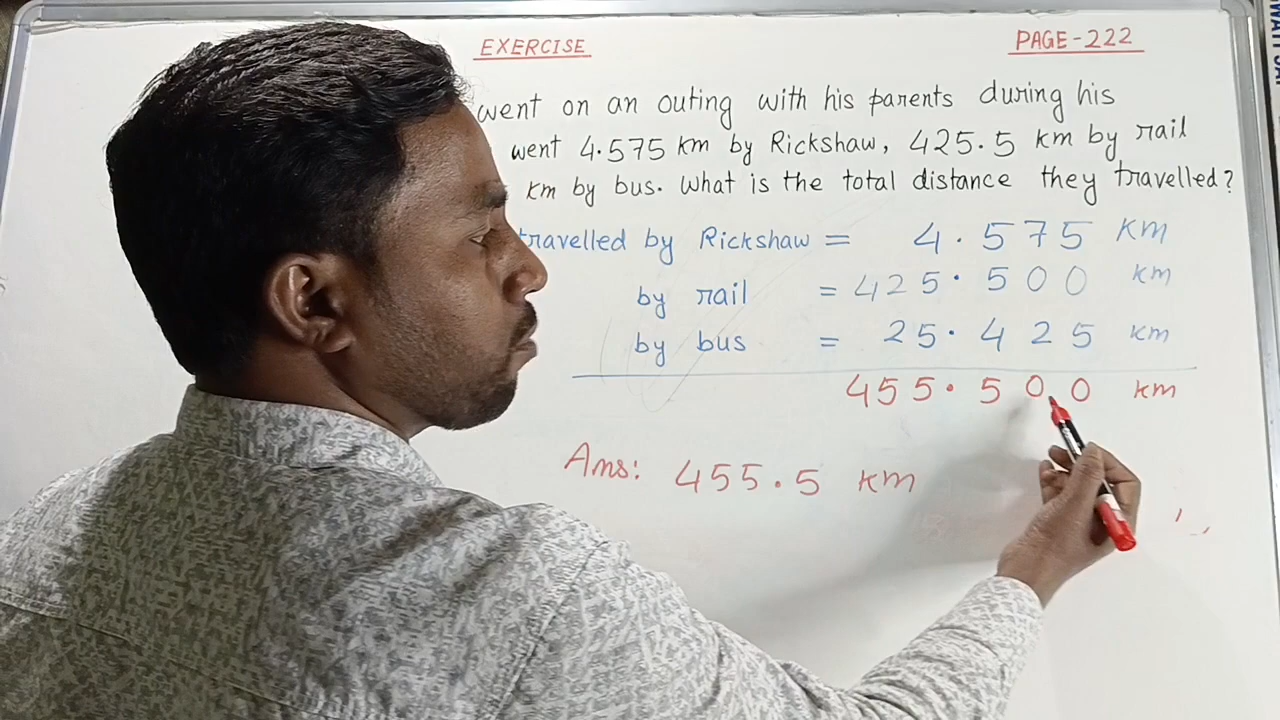 EXERCISE
PAGE-222
went on an outing with his parents during his
went 4.575 km by Rickshaw, 425.5 km by rail
km by bus. What is the total distance they travelled?
travelled by Rickshaw = 4.575 km
by rail = 425.500 km
by bus = 25.425 km
455.500 km
Ans: 455.5 km